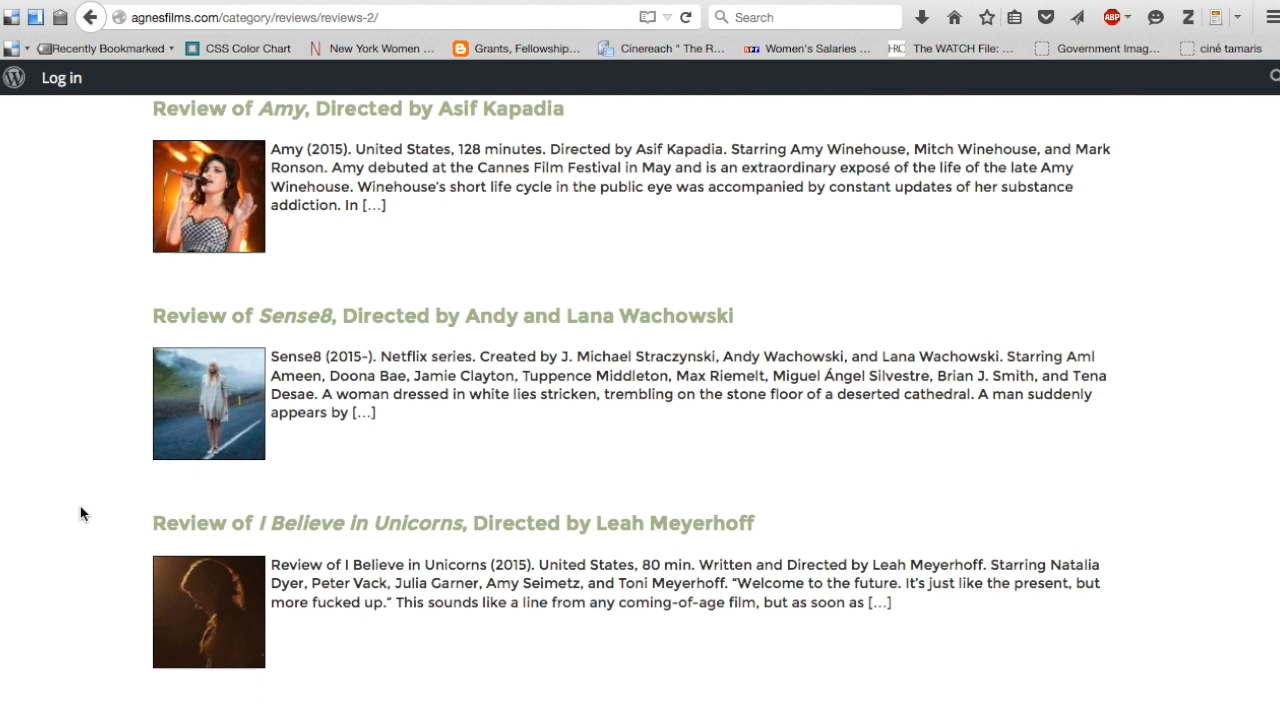 agnesfilms.com/category/reviews/reviews-2/
Search
ABP
Z
Recently Bookmarked
CSS Color Chart
N New York Women ...
Grants, Fellowship...
Cinereach " The R...
Women's Salaries ...
HRC The WATCH File: ...
Government Imag...
ciné tamaris
Log in
Review of Amy, Directed by Asif Kapadia
Amy (2015). United States, 128 minutes. Directed by Asif Kapadia. Starring Amy Winehouse, Mitch Winehouse, and Mark
Ronson. Amy debuted at the Cannes Film Festival in May and is an extraordinary exposé of the life of the late Amy
Winehouse. Winehouse's short life cycle in the public eye was accompanied by constant updates of her substance
addiction. In [...]
Review of Sense8, Directed by Andy and Lana Wachowski
Sense8 (2015-). Netflix series. Created by J. Michael Straczynski, Andy Wachowski, and Lana Wachowski. Starring Aml
Ameen, Doona Bae, Jamie Clayton, Tuppence Middleton, Max Riemelt, Miguel Ángel Silvestre, Brian J. Smith, and Tena
Desae. A woman dressed in white lies stricken, trembling on the stone floor of a deserted cathedral. A man suddenly
appears by [...]
Review of I Believe in Unicorns, Directed by Leah Meyerhoff
Review of I Believe in Unicorns (2015). United States, 80 min. Written and Directed by Leah Meyerhoff. Starring Natalia
Dyer, Peter Vack, Julia Garner, Amy Seimetz, and Toni Meyerhoff. “Welcome to the future. It's just like the present, but
more fucked up.” This sounds like a line from any coming-of-age film, but as soon as [...]